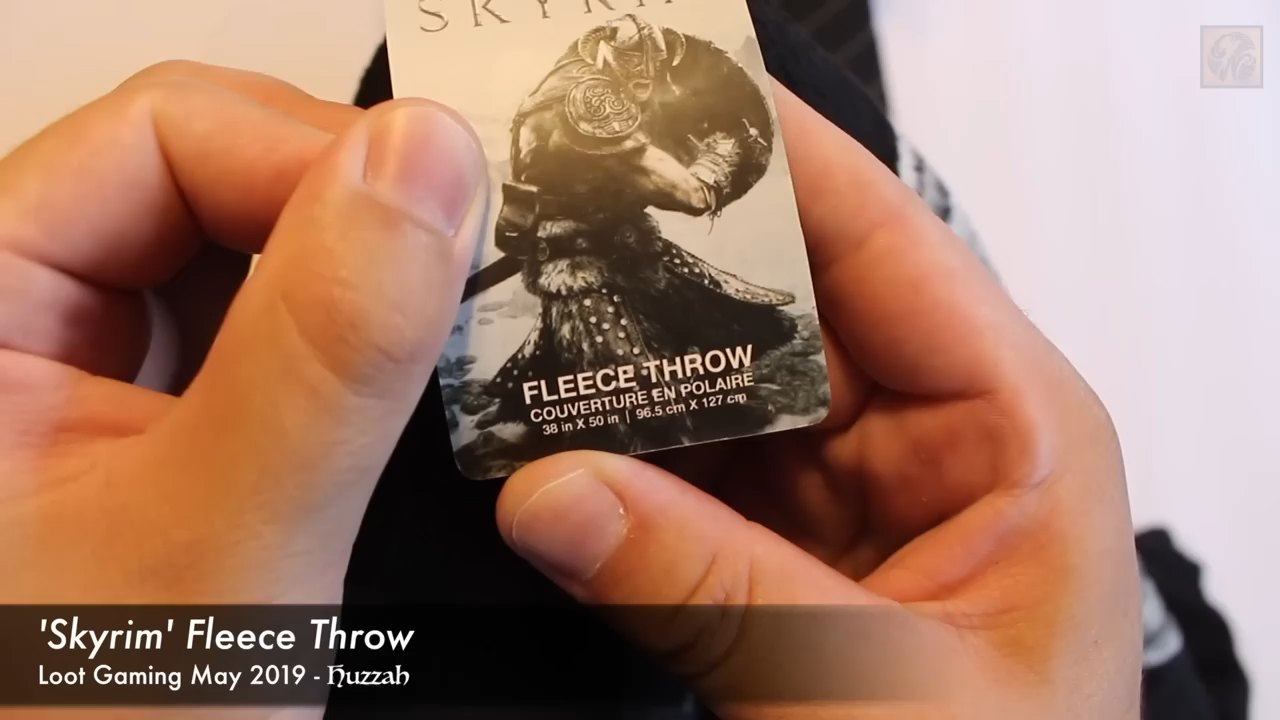 SKYRIM
FLEECE THROW
COUVERTURE EN POLAIRE
38 in X 50 in | 96.5 cm X 127 cm
'Skyrim' Fleece Throw
Loot Gaming May 2019 - Huzzah